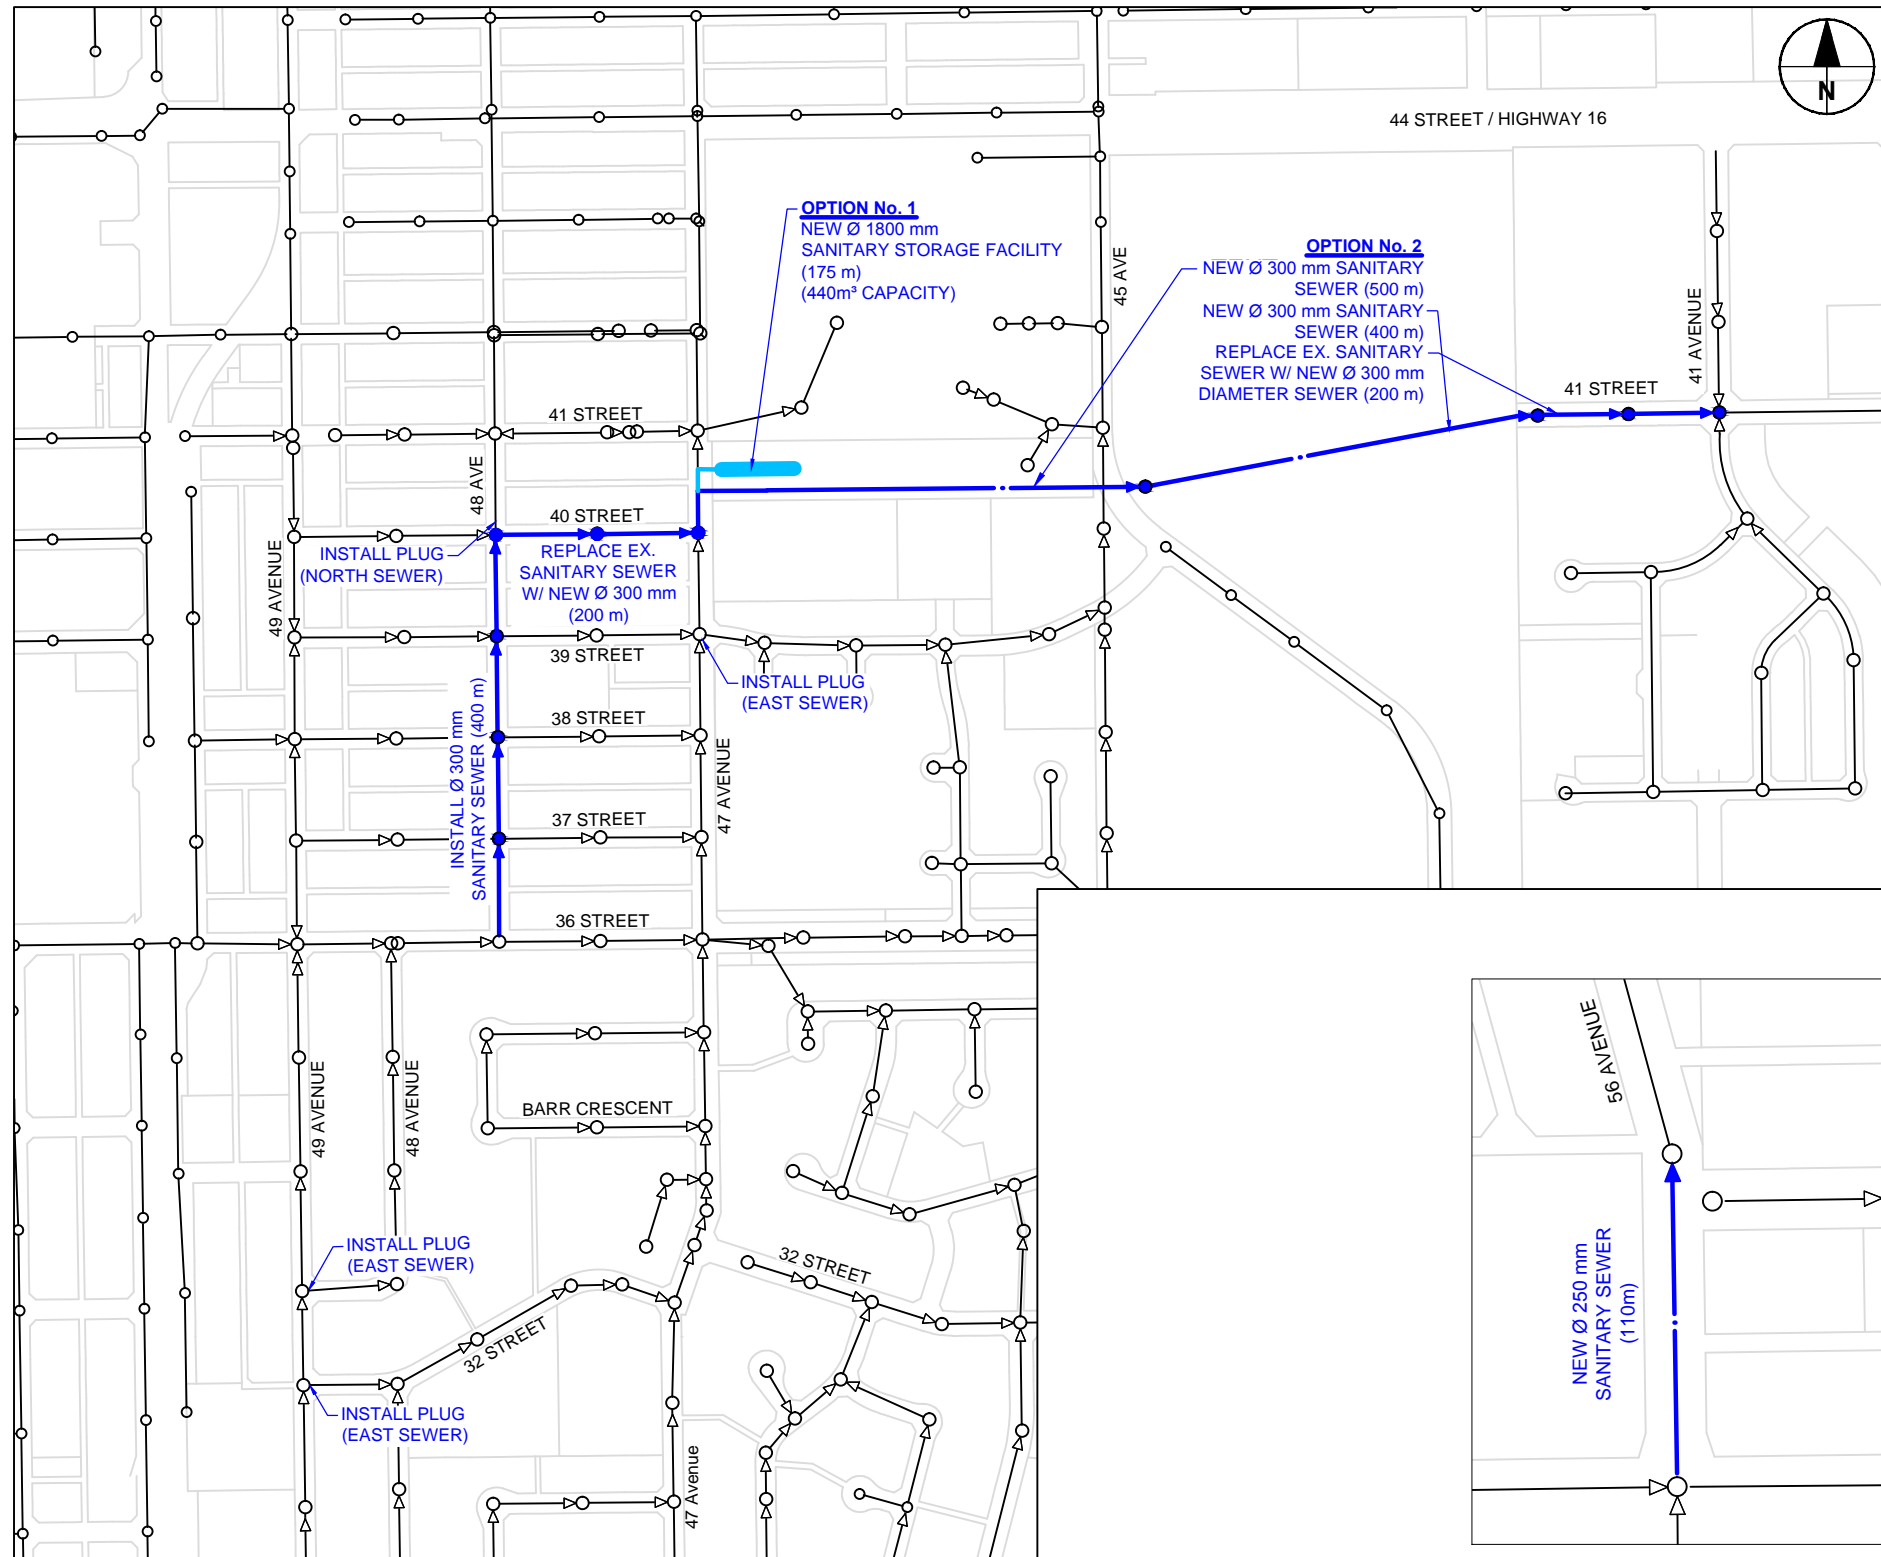 N
44 STREET / HIGHWAY 16
OPTION No. 1
NEW Ø 1800 mm
SANITARY STORAGE FACILITY
(175 m)
(440m³ CAPACITY)
45 AVE
OPTION No. 2
NEW Ø 300 mm SANITARY
SEWER (500 m)
NEW Ø 300 mm SANITARY
SEWER (400 m)
REPLACE EX. SANITARY
SEWER W/ NEW Ø 300 mm
DIAMETER SEWER (200 m)
41 AVENUE
41 STREET
41 STREET
48 AVE
40 STREET
INSTALL PLUG
(NORTH SEWER)
REPLACE EX.
SANITARY SEWER
W/ NEW Ø 300 mm
(200 m)
49 AVENUE
39 STREET
INSTALL PLUG
(EAST SEWER)
38 STREET
INSTALL Ø 300 mm
SANITARY SEWER (400 m)
47 AVENUE
37 STREET
36 STREET
49 AVENUE
48 AVENUE
BARR CRESCENT
INSTALL PLUG
(EAST SEWER)
32 STREET
32 STREET
INSTALL PLUG
(EAST SEWER)
47 Avenue
56 AVENUE
NEW Ø 250 mm
SANITARY SEWER
(110m)